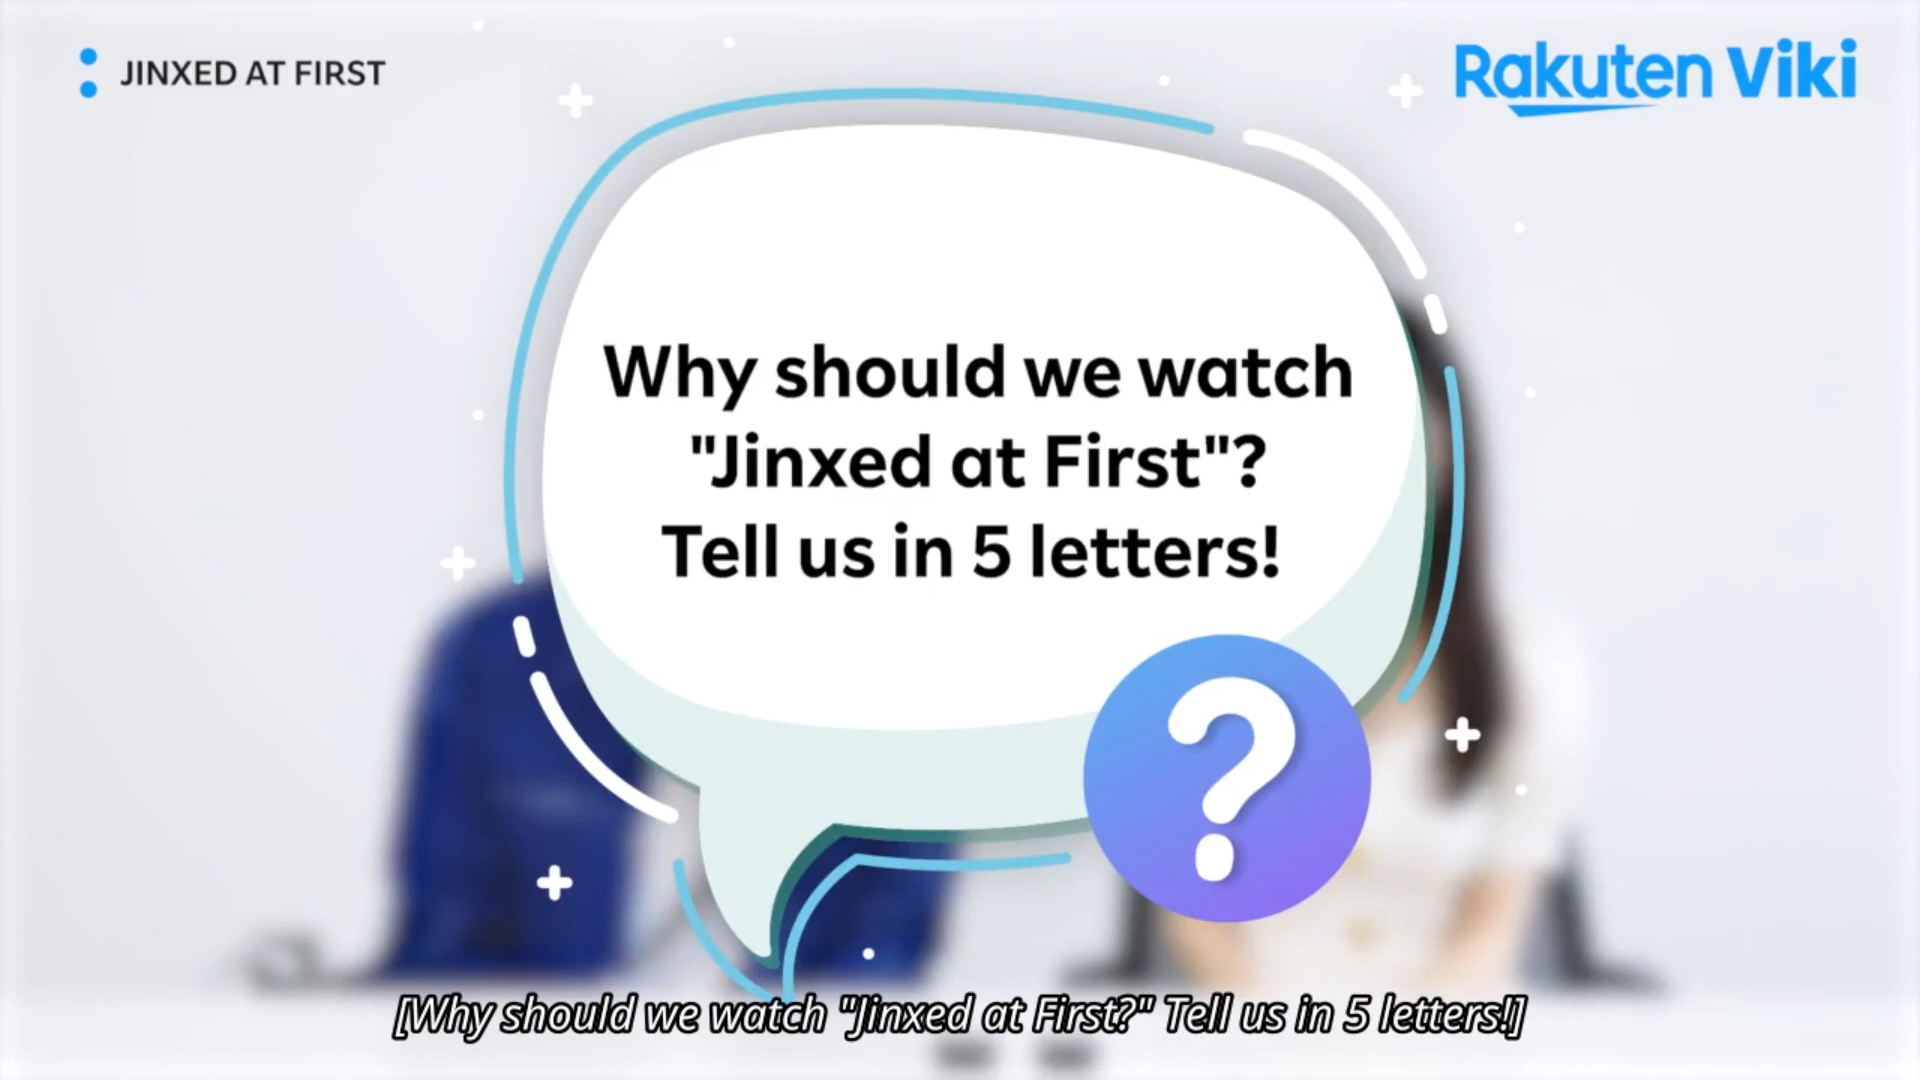 JINXED AT FIRST
Rakuten Viki
Why should we watch
"Jinxed at First"?
Tell us in 5 letters!
?
[Why should we watch "Jinxed at First?" Tell us in 5 letters!]